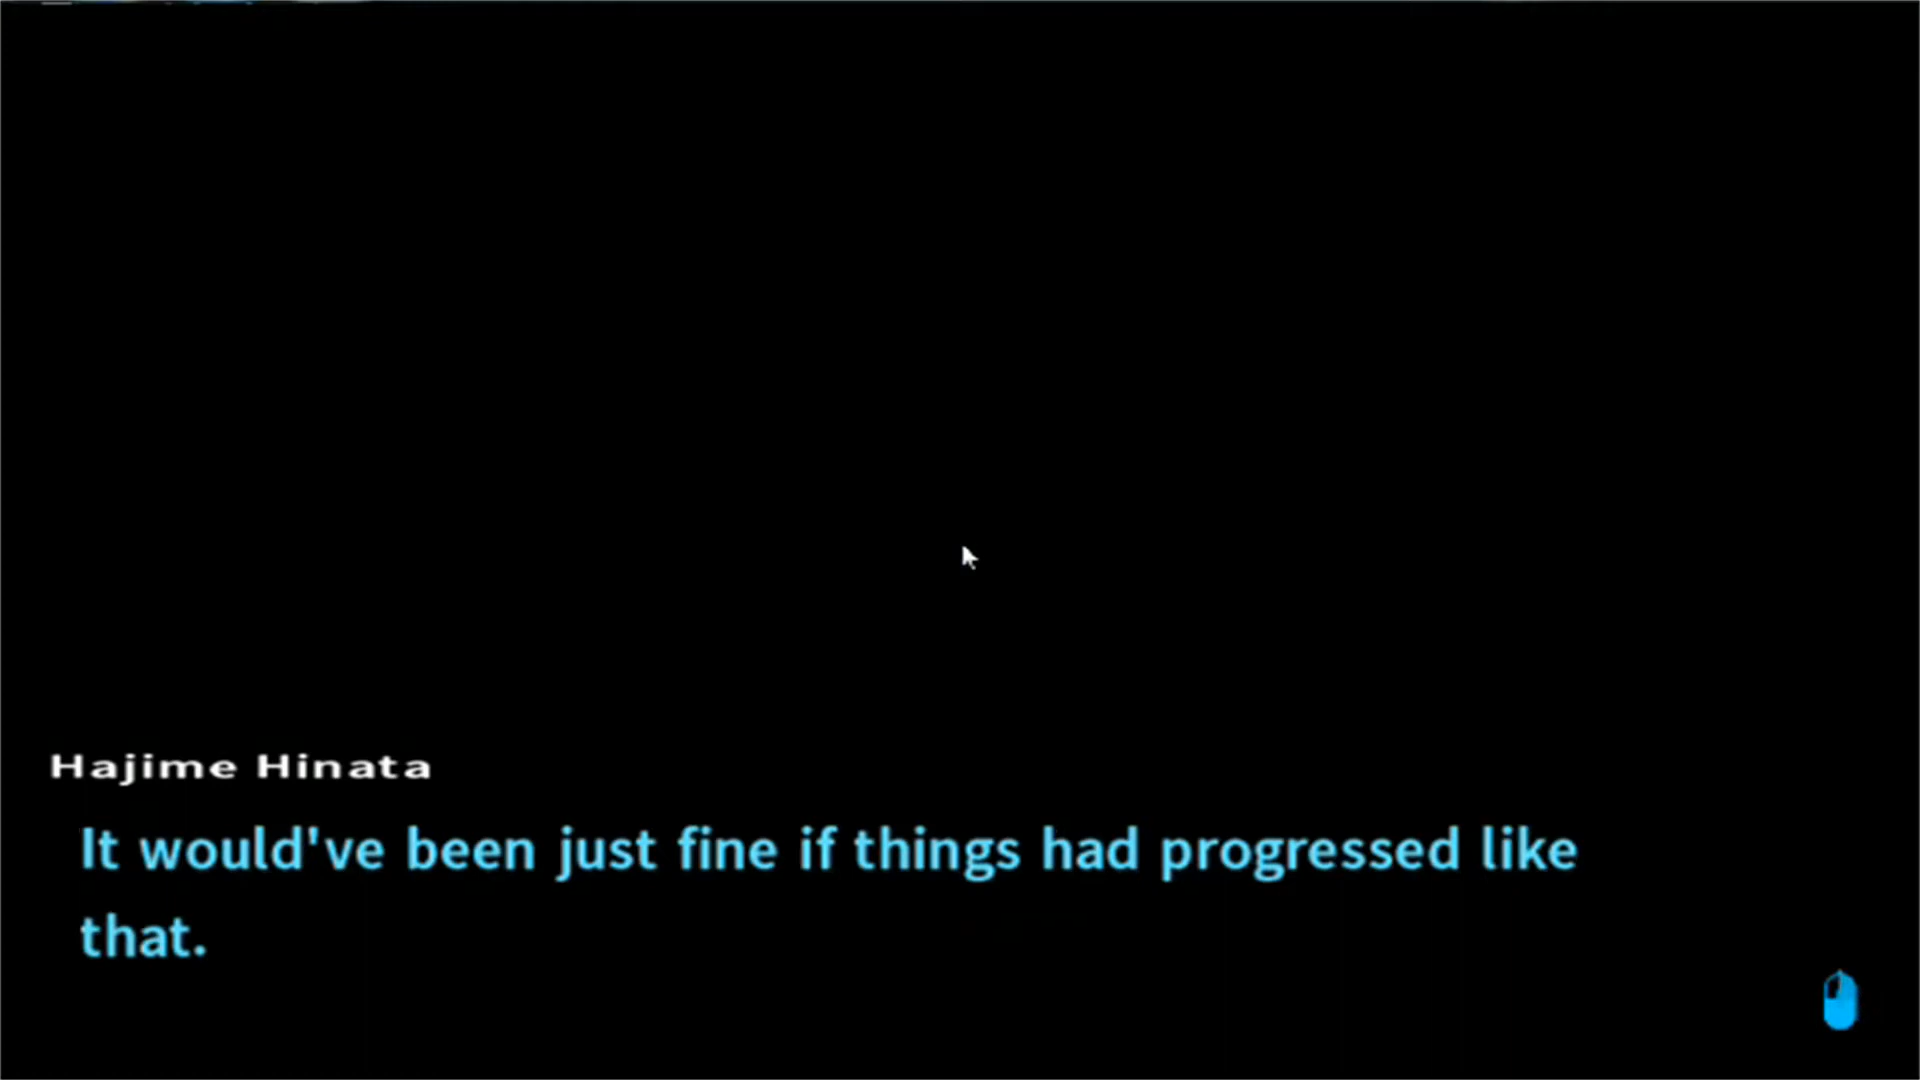 Hajime Hinata
It would've been just fine if things had progressed like
that.